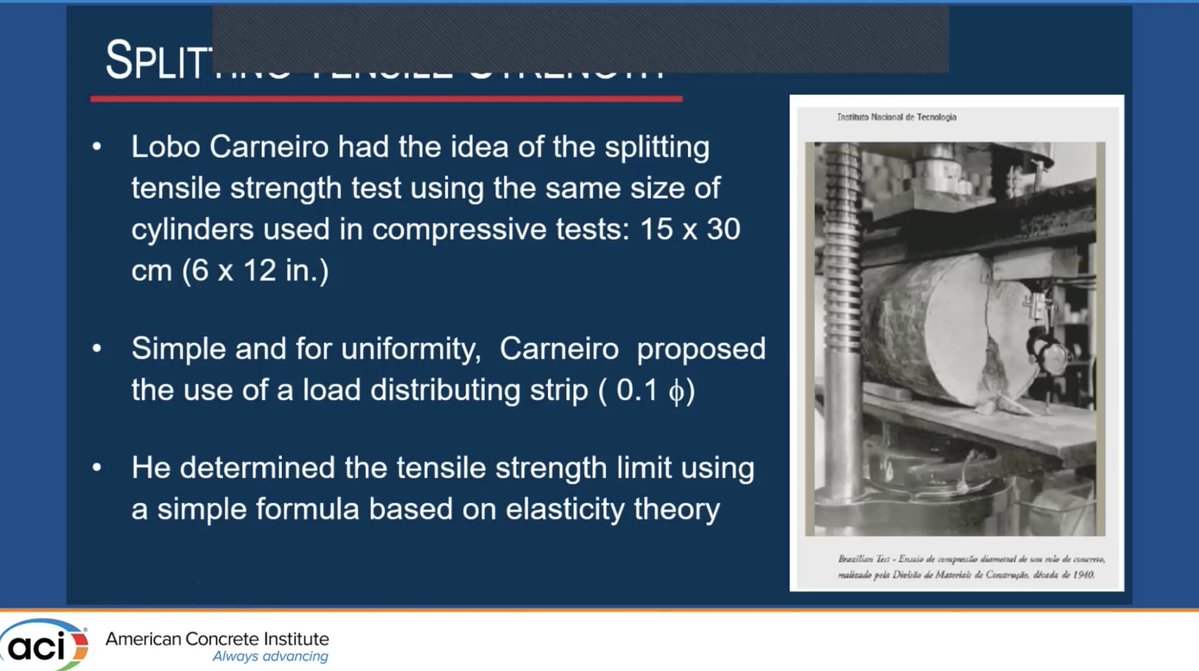 SPLITTING TENSILE STRENGTH
• Lobo Carneiro had the idea of the splitting
tensile strength test using the same size of
cylinders used in compressive tests: 15 x 30
cm (6 x 12 in.)
• Simple and for uniformity, Carneiro proposed
the use of a load distributing strip ( 0.1 ϕ)
• He determined the tensile strength limit using
a simple formula based on elasticity theory
Instituto Nacional de Tecnologia
Brazilian Test - Ensaio de compressão diametral de um rolo de concreto,
realizado pela Divisão de Materiais de Construção, década de 1940.
aci®
American Concrete Institute
Always advancing